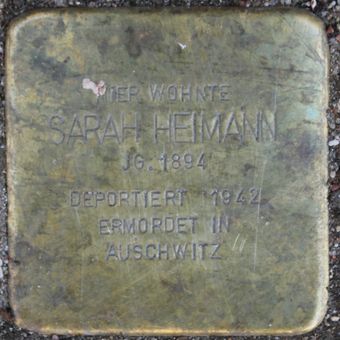 HIER WOHNTE
SARAH HEIMANN
JG. 1894
DEPORTIERT 1942
ERMORDET IN
AUSCHWITZ